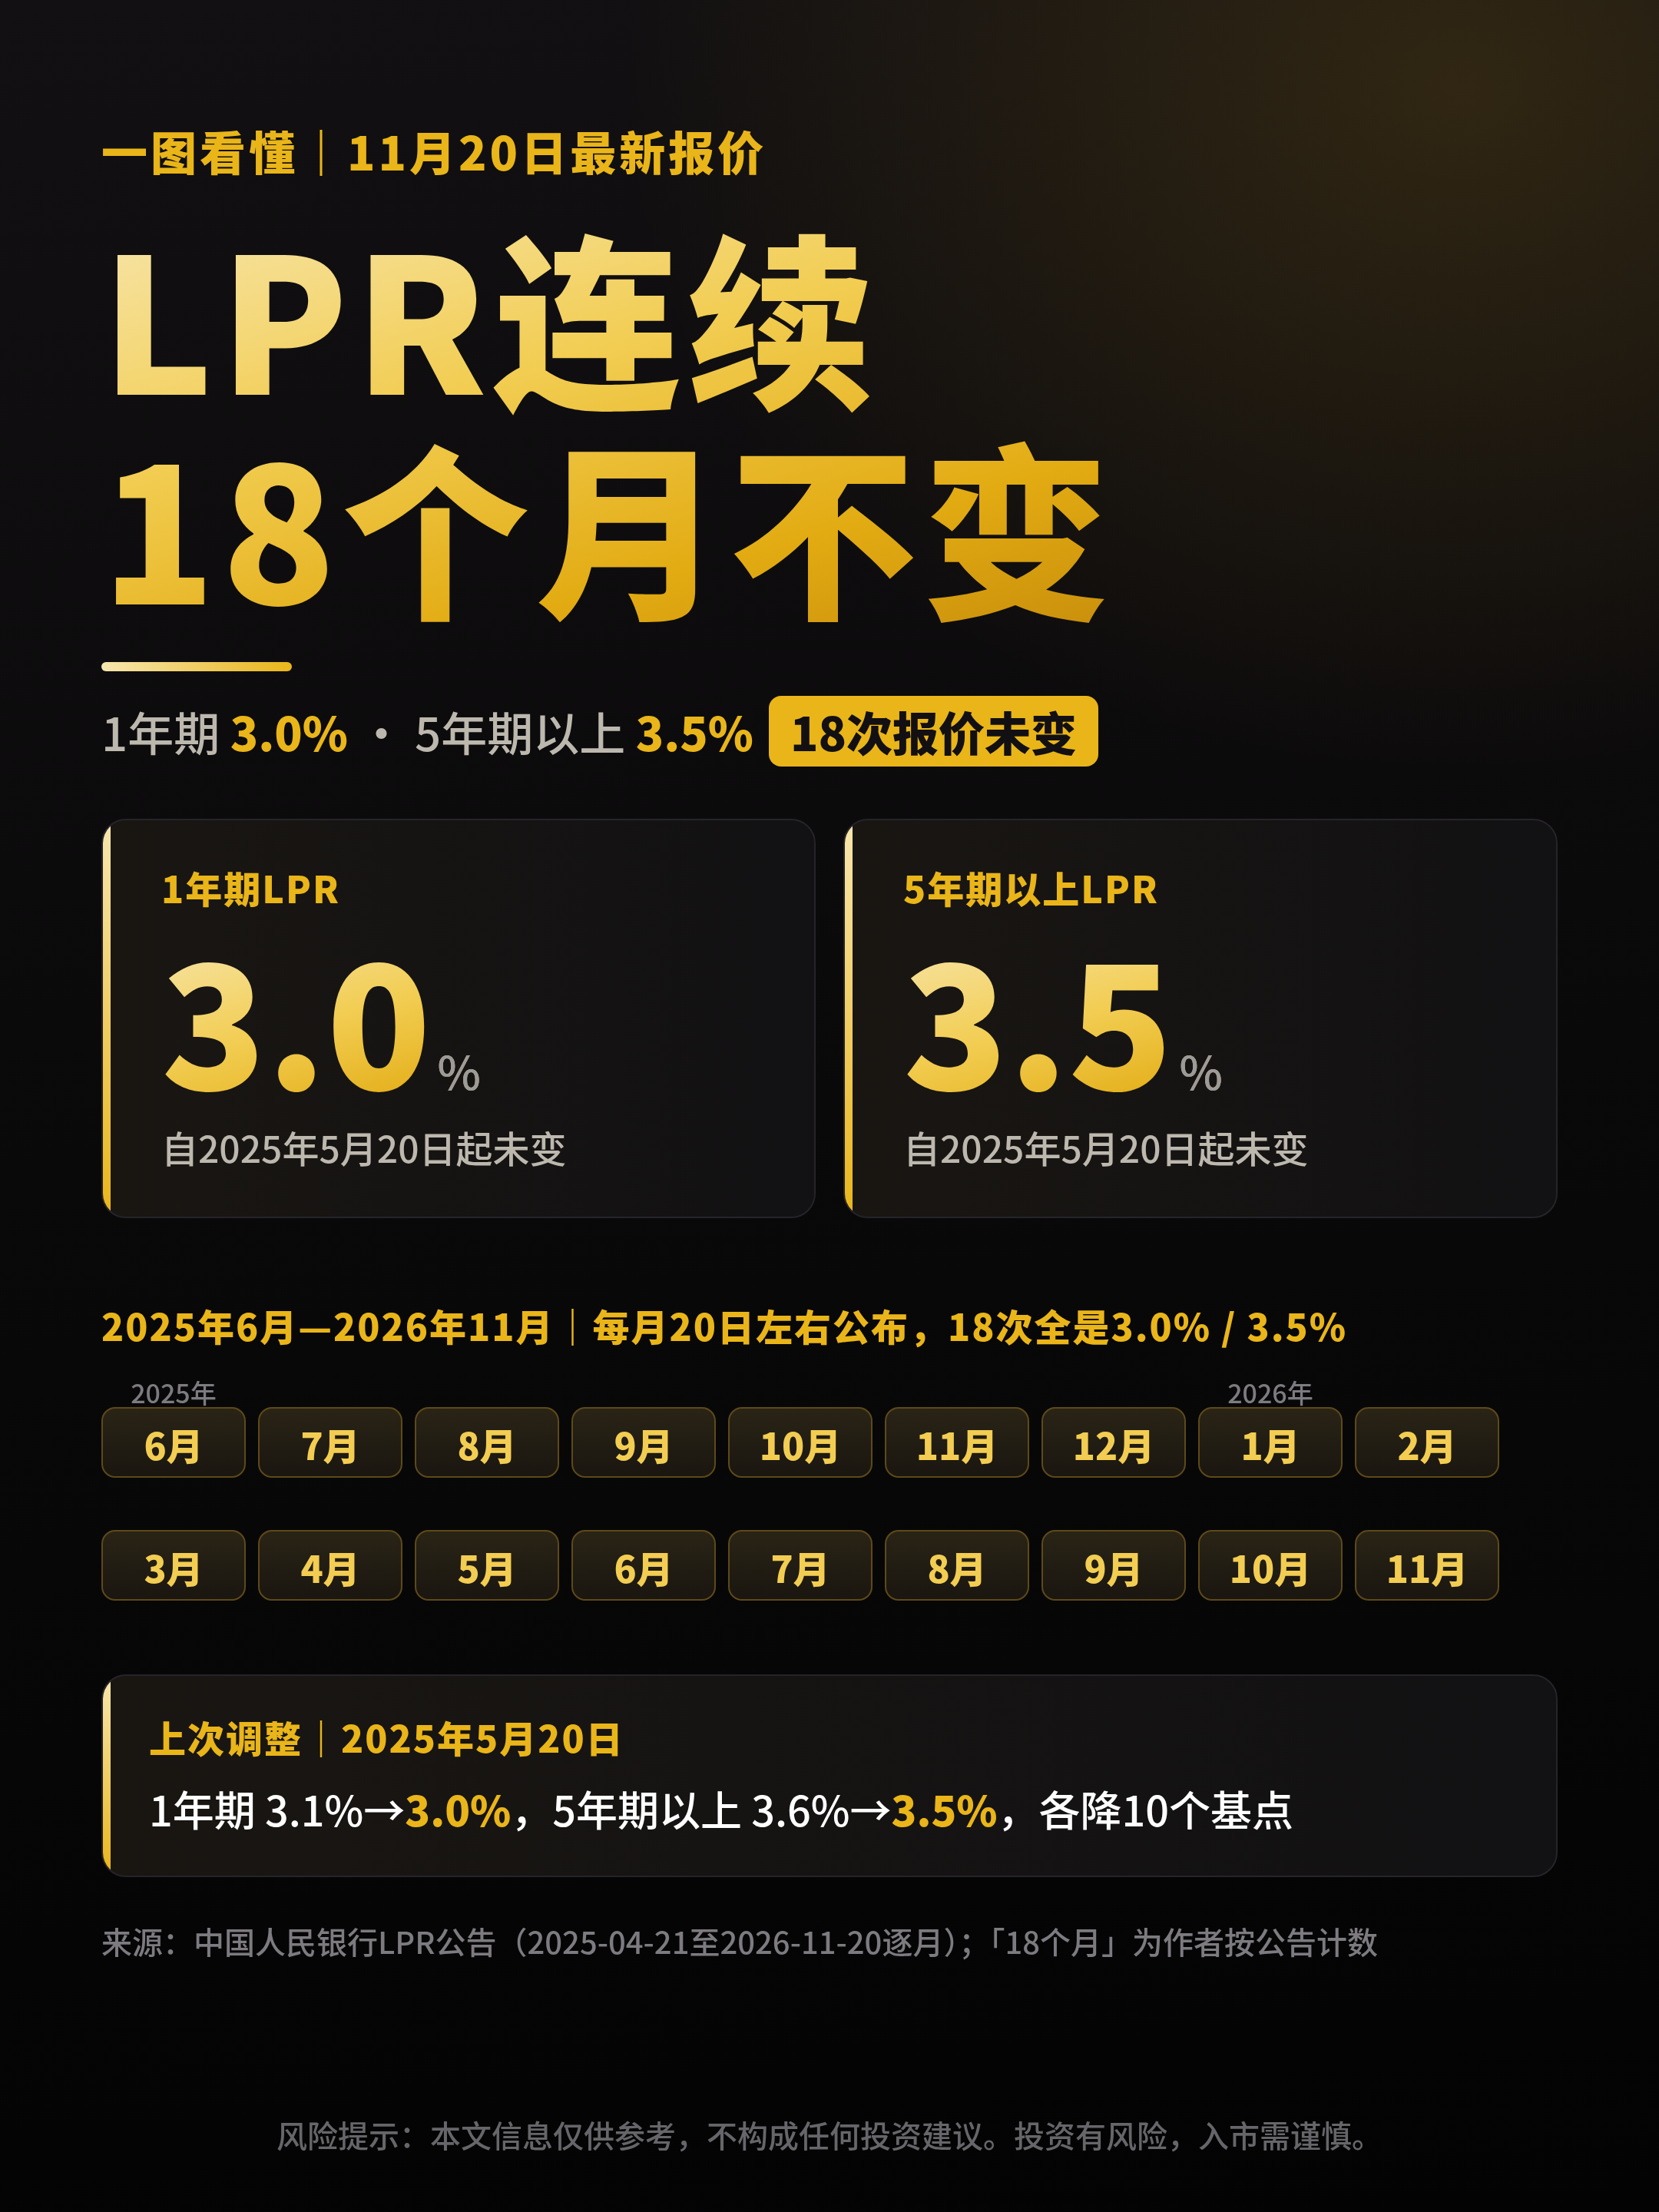 一图看懂｜11月20日最新报价
LPR连续
18个月不变
1年期 3.0% · 5年期以上 3.5% 18次报价未变
1年期LPR
3.0%
自2025年5月20日起未变
5年期以上LPR
3.5%
自2025年5月20日起未变
2025年6月—2026年11月｜每月20日左右公布，18次全是3.0% / 3.5%
2025年 2026年
6月 7月 8月 9月 10月 11月 12月 1月 2月
3月 4月 5月 6月 7月 8月 9月 10月 11月
上次调整｜2025年5月20日
1年期 3.1%→3.0%，5年期以上 3.6%→3.5%，各降10个基点
来源：中国人民银行LPR公告（2025-04-21至2026-11-20逐月）；「18个月」为作者按公告计数
风险提示：本文信息仅供参考，不构成任何投资建议。投资有风险，入市需谨慎。